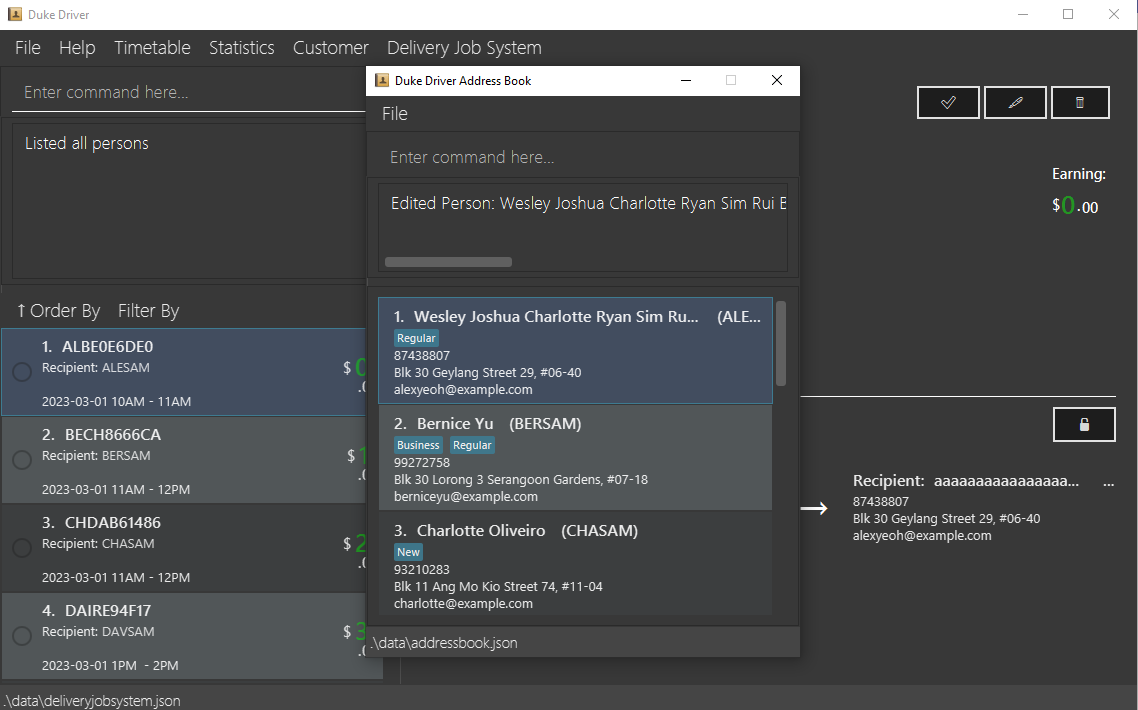 Duke Driver
File Help Timetable Statistics Customer Delivery Job System
Enter command here...
Listed all persons
↑ Order By Filter By
1. ALBE0E6DE0
Recipient: ALESAM
$ 0
.0
2023-03-01 10AM - 11AM
2. BECH8666CA
Recipient: BERSAM
$ 1
.0
2023-03-01 11AM - 12PM
3. CHDAB61486
Recipient: CHASAM
$ 2
.0
2023-03-01 11AM - 12PM
4. DAIRE94F17
Recipient: DAVSAM
$ 3
.0
2023-03-01 1PM - 2PM
.\data\deliveryjobsystem.json
Duke Driver Address Book
File
Enter command here...
Edited Person: Wesley Joshua Charlotte Ryan Sim Rui B
1. Wesley Joshua Charlotte Ryan Sim Ru... (ALE...
Regular
87438807
Blk 30 Geylang Street 29, #06-40
alexyeoh@example.com
2. Bernice Yu (BERSAM)
Business Regular
99272758
Blk 30 Lorong 3 Serangoon Gardens, #07-18
berniceyu@example.com
3. Charlotte Oliveiro (CHASAM)
New
93210283
Blk 11 Ang Mo Kio Street 74, #11-04
charlotte@example.com
.\data\addressbook.json
Earning:
$0.00
Recipient: aaaaaaaaaaaaaaaa... ...
87438807
Blk 30 Geylang Street 29, #06-40
alexyeoh@example.com